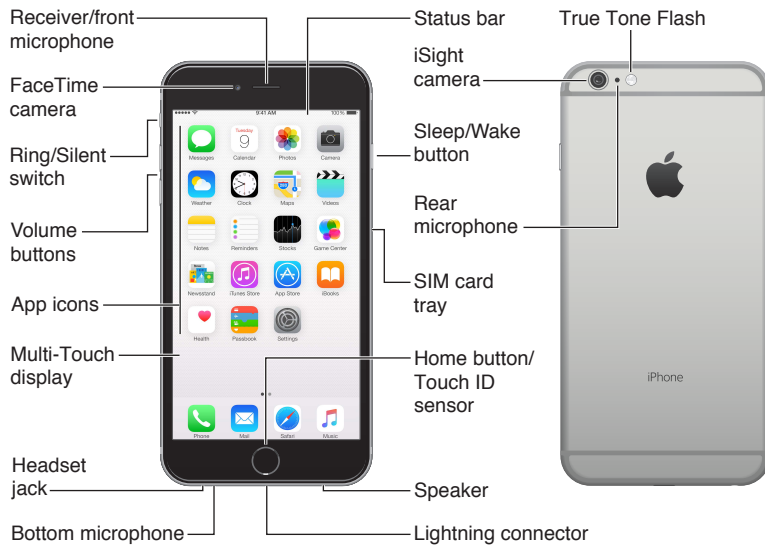 Receiver/front
microphone
FaceTime
camera
Ring/Silent
switch
Volume
buttons
App icons
Multi-Touch
display
Headset
jack
Bottom microphone
9:41 AM
100%
Tuesday
9
Messages
Calendar
Photos
Camera
Weather
Clock
Maps
Videos
Notes
Reminders
Stocks
Game Center
Newsstand
iTunes Store
App Store
iBooks
Health
Passbook
Settings
Phone
Mail
Safari
Music
Status bar
Sleep/Wake
button
SIM card
tray
Home button/
Touch ID
sensor
Speaker
Lightning connector
True Tone Flash
iSight
camera
Rear
microphone
iPhone